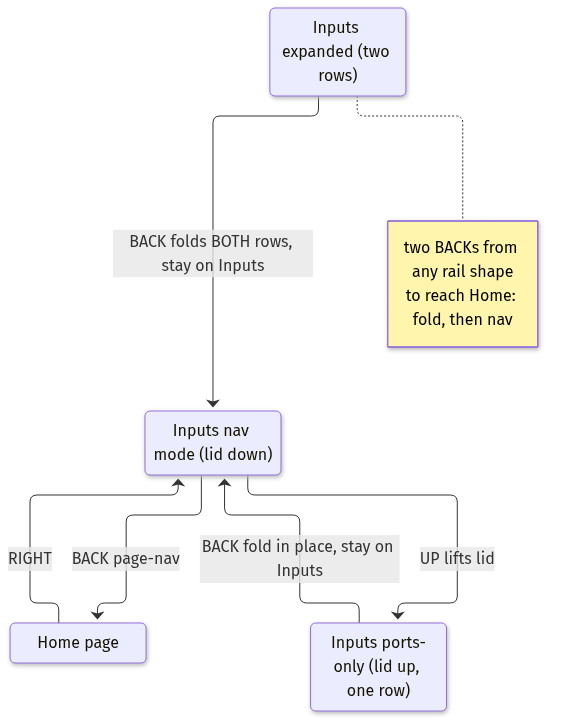 Inputs
expanded (two
rows)
BACK folds BOTH rows,
stay on Inputs
two BACKs from
any rail shape
to reach Home:
fold, then nav
Inputs nav
mode (lid down)
RIGHT
BACK page-nav
BACK fold in place, stay on
Inputs
UP lifts lid
Home page
Inputs ports-
only (lid up,
one row)